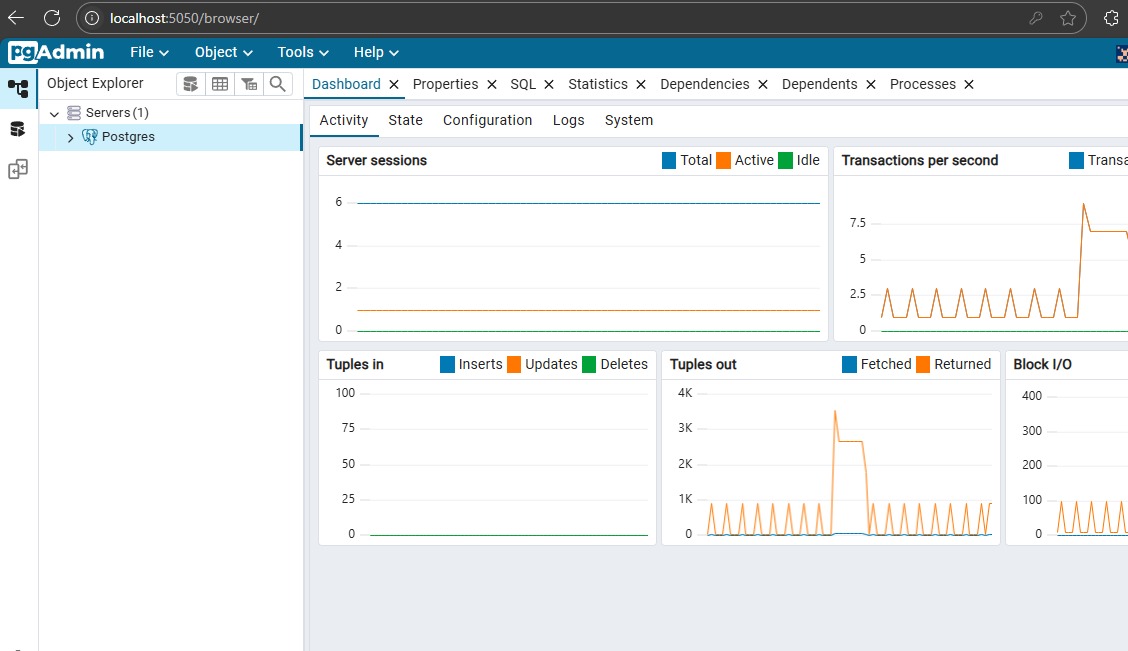 localhost:5050/browser/
pgAdmin File Object Tools Help
Object Explorer
Servers (1)
Postgres
Dashboard Properties SQL Statistics Dependencies Dependents Processes
Activity State Configuration Logs System
Server sessions Total Active Idle
6
4
2
0
Transactions per second
7.5
5
2.5
0
Tuples in Inserts Updates Deletes
100
75
50
25
0
Tuples out Fetched Returned
4K
3K
2K
1K
0
Block I/O
400
300
200
100
0